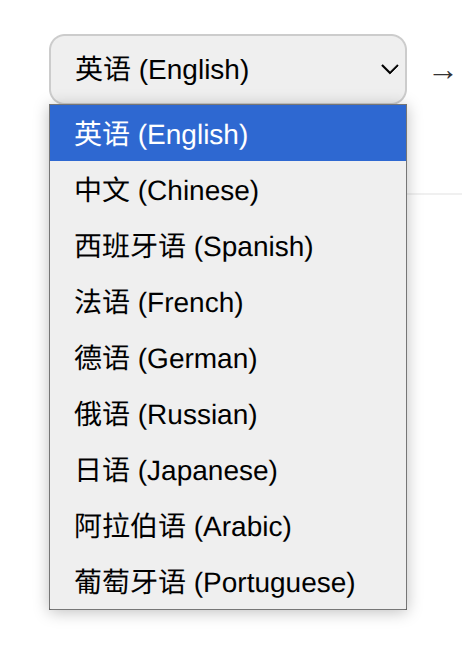 英语 (English)
→
英语 (English)
中文 (Chinese)
西班牙语 (Spanish)
法语 (French)
德语 (German)
俄语 (Russian)
日语 (Japanese)
阿拉伯语 (Arabic)
葡萄牙语 (Portuguese)